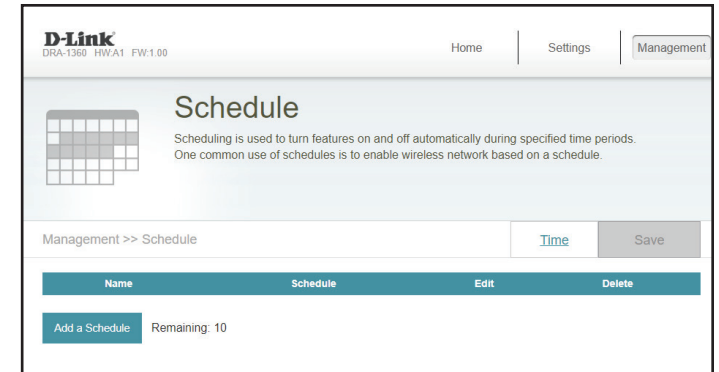 D-Link
DRA-1360 HW:A1 FW:1.00
Home Settings Management
Schedule
Scheduling is used to turn features on and off automatically during specified time periods.
One common use of schedules is to enable wireless network based on a schedule.
Management >> Schedule Time Save
Name Schedule Edit Delete
Add a Schedule Remaining: 10